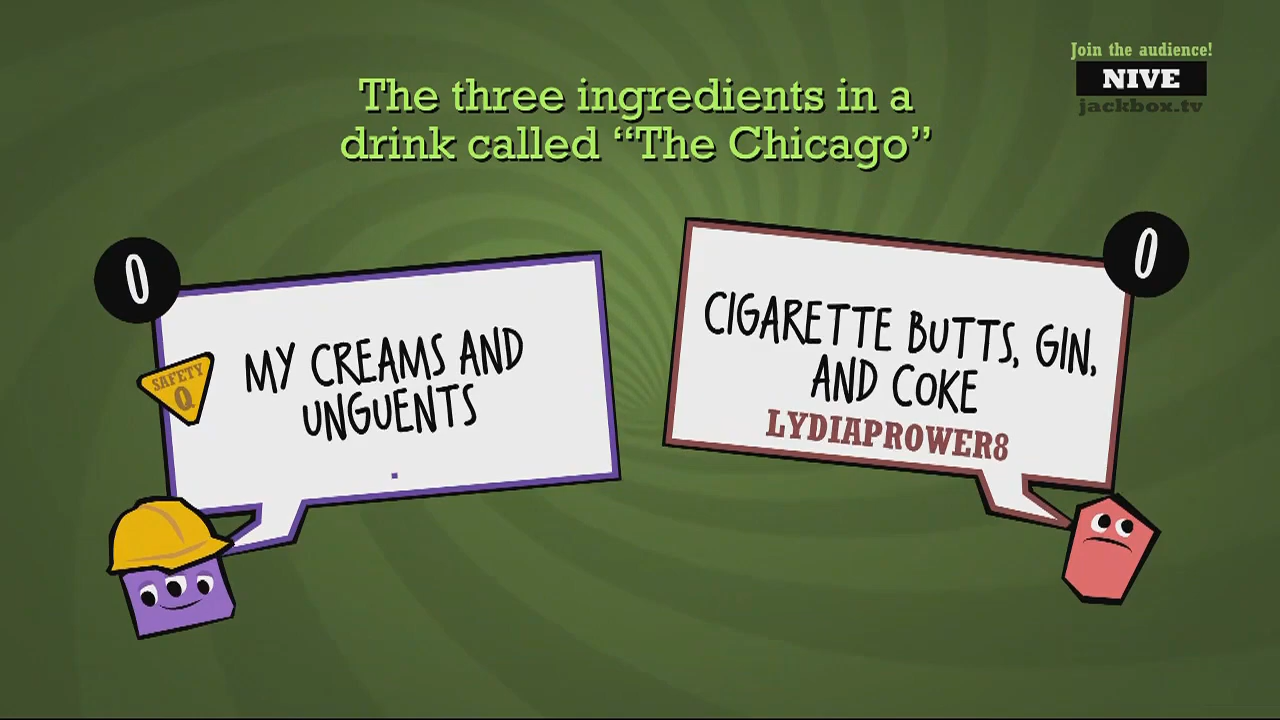 Join the audience!
NIVE
jackbox.tv
The three ingredients in a
drink called “The Chicago”
0
0
SAFETY
Q
MY CREAMS AND
UNGUENTS
.
CIGARETTE BUTTS, GIN,
AND COKE
LYDIAPROWER8